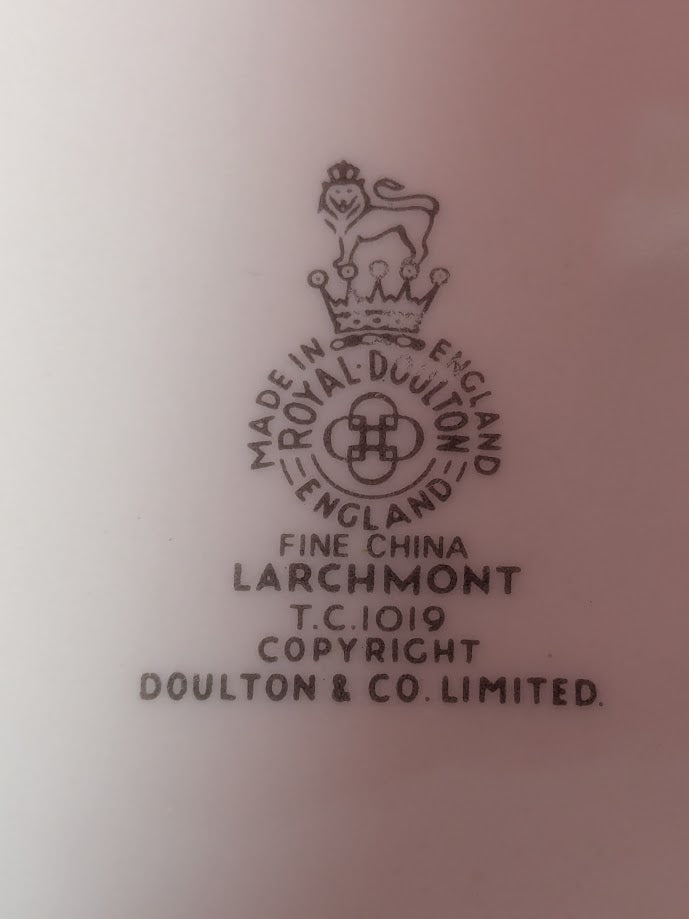 MADE IN ENGLAND
ROYAL·DOULTON
ENGLAND
FINE CHINA
LARCHMONT
T.C.1019
COPYRIGHT
DOULTON & CO. LIMITED.